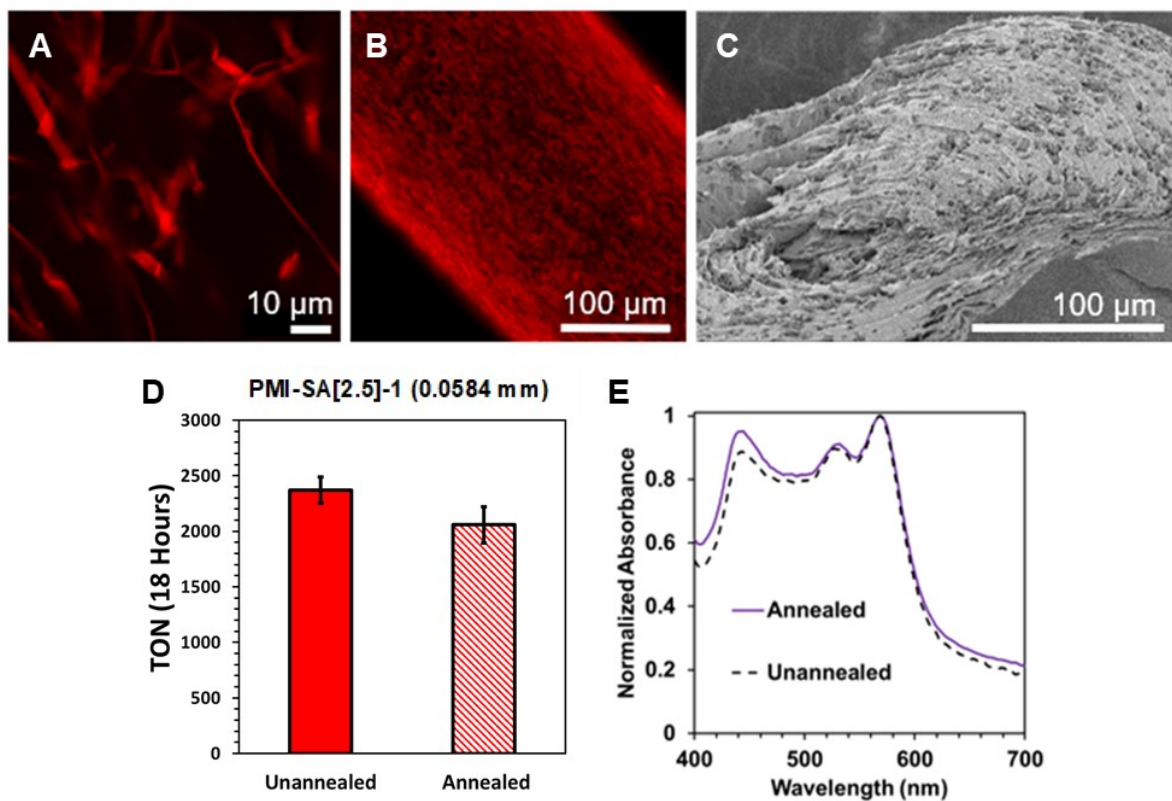 A
10 µm
B
100 µm
C
100 µm
D
PMI-SA[2.5]-1 (0.0584 mm)
TON (18 Hours)
3000
2500
2000
1500
1000
500
0
Unannealed
Annealed
E
Normalized Absorbance
1
0.8
0.6
0.4
0.2
0
Annealed
Unannealed
400
500
600
700
Wavelength (nm)